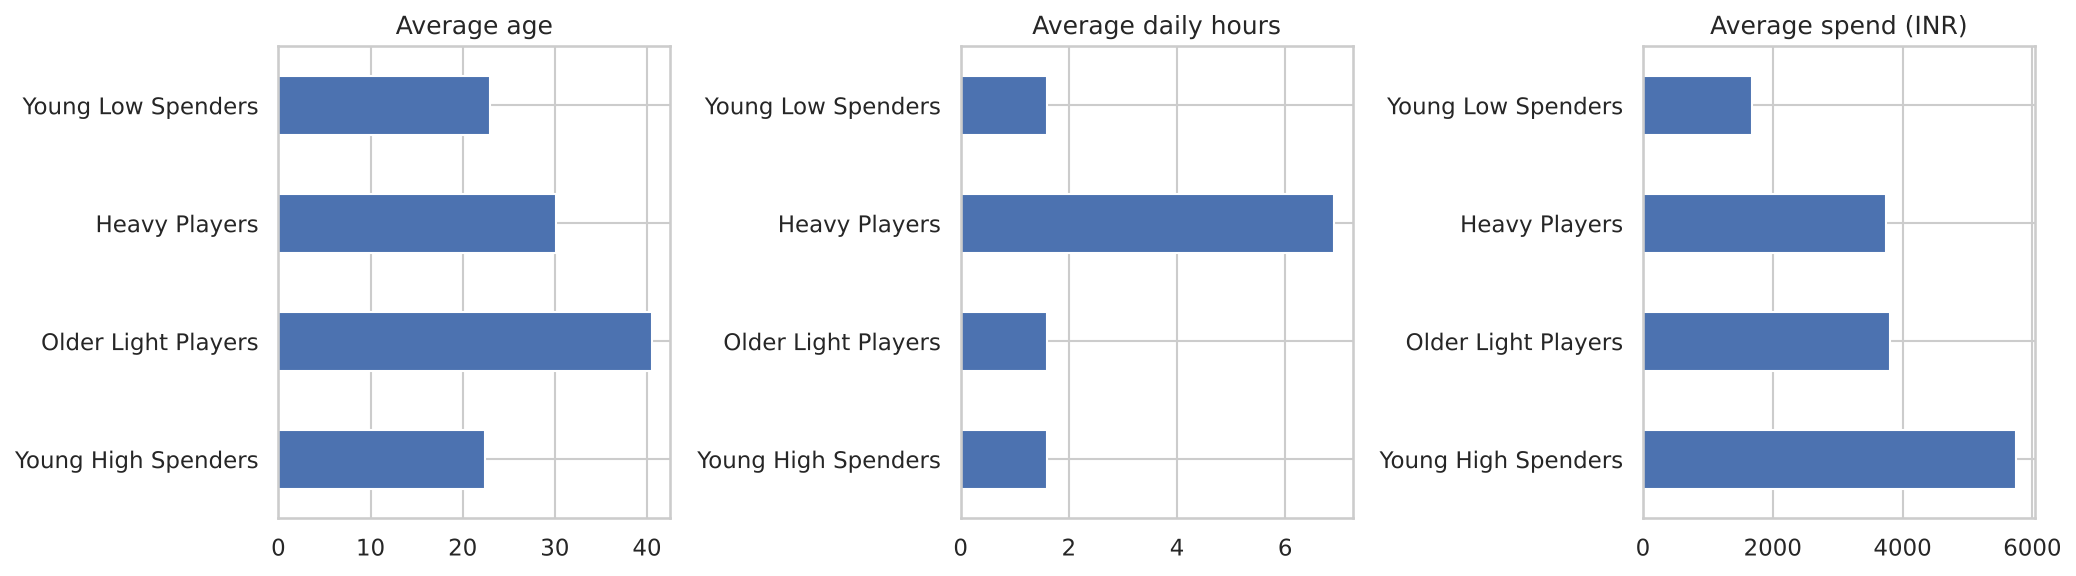 Average age
Young Low Spenders
Heavy Players
Older Light Players
Young High Spenders
0 10 20 30 40
Average daily hours
Young Low Spenders
Heavy Players
Older Light Players
Young High Spenders
0 2 4 6
Average spend (INR)
Young Low Spenders
Heavy Players
Older Light Players
Young High Spenders
0 2000 4000 6000